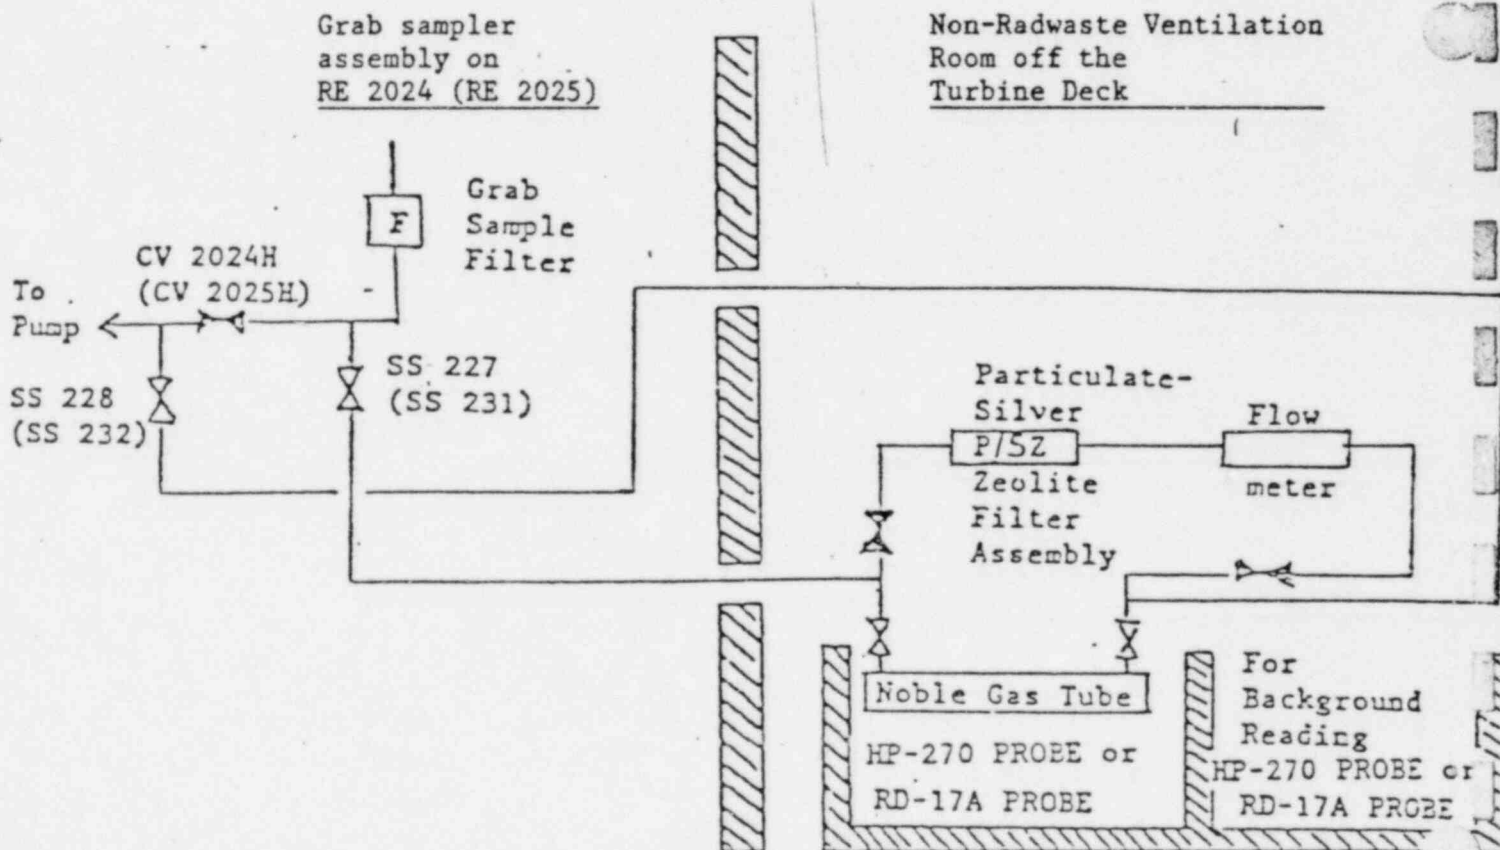 Grab sampler
assembly on
RE 2024 (RE 2025)
Non-Radwaste Ventilation
Room off the
Turbine Deck
F
Grab
Sample
Filter
CV 2024H
(CV 2025H)
To
Pump
SS 227
(SS 231)
SS 228
(SS 232)
Particulate-
Silver
P/SZ
Zeolite
Filter
Assembly
Flow
meter
Noble Gas Tube
HP-270 PROBE or
RD-17A PROBE
For
Background
Reading
HP-270 PROBE or
RD-17A PROBE